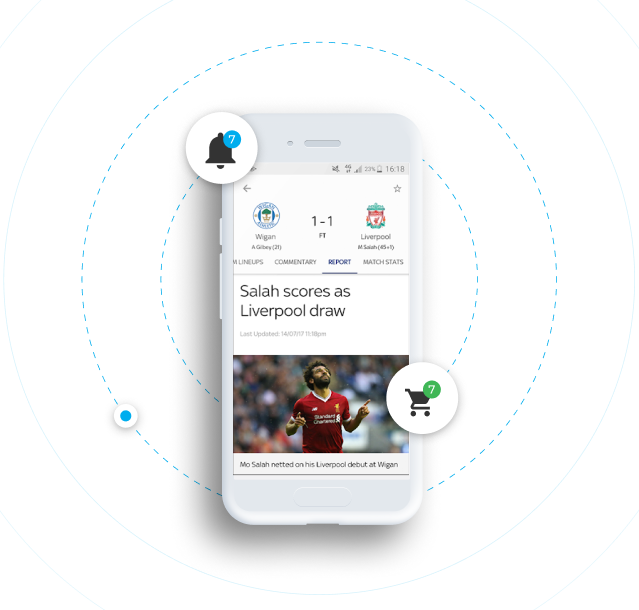 7
23% 16:18
1-1
Wigan FT Liverpool
A Gilbey (21) M Salah (45+1)
M LINEUPS COMMENTARY REPORT MATCH STATS
Salah scores as
Liverpool draw
Last Updated: 14/07/17 11:18pm
7
Standard
Chartered
Mo Salah netted on his Liverpool debut at Wigan